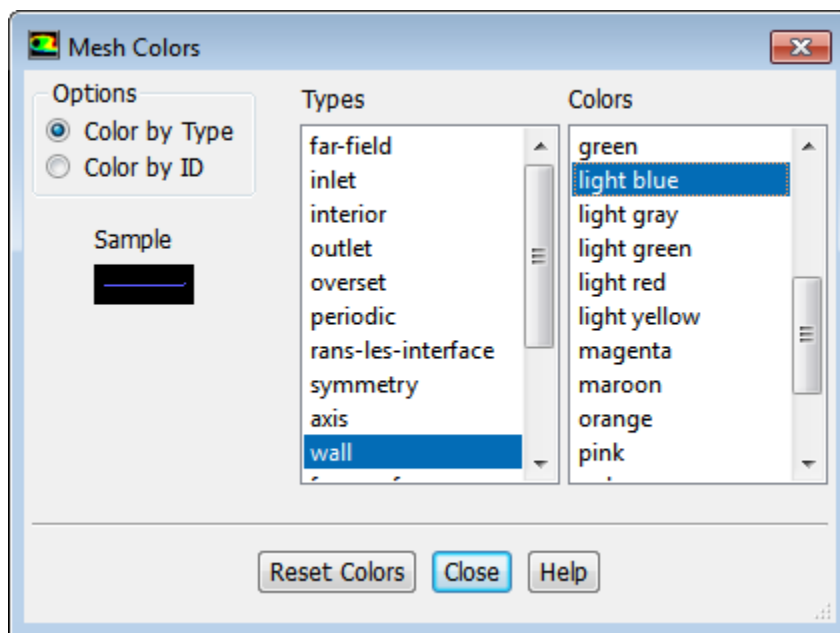 Mesh Colors
Options
Color by Type
Color by ID
Sample
Types
far-field
inlet
interior
outlet
overset
periodic
rans-les-interface
symmetry
axis
wall
Colors
green
light blue
light gray
light green
light red
light yellow
magenta
maroon
orange
pink
Reset Colors
Close
Help